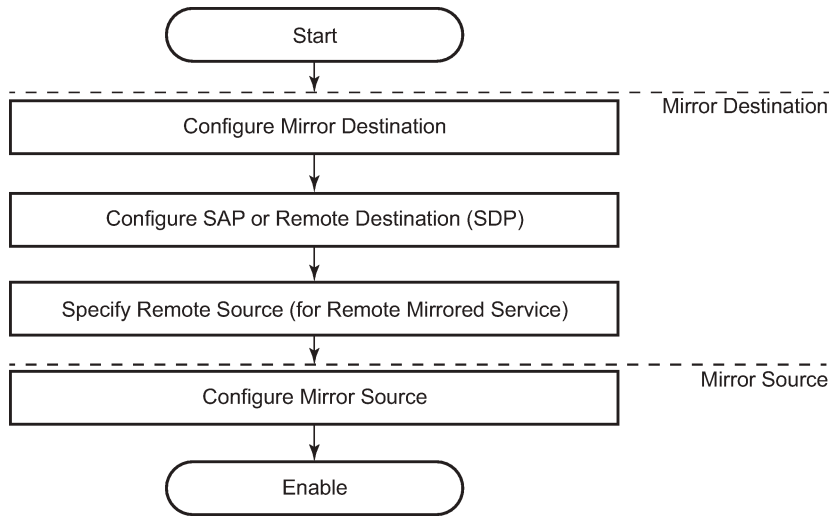 Start
Mirror Destination
Configure Mirror Destination
Configure SAP or Remote Destination (SDP)
Specify Remote Source (for Remote Mirrored Service)
Mirror Source
Configure Mirror Source
Enable